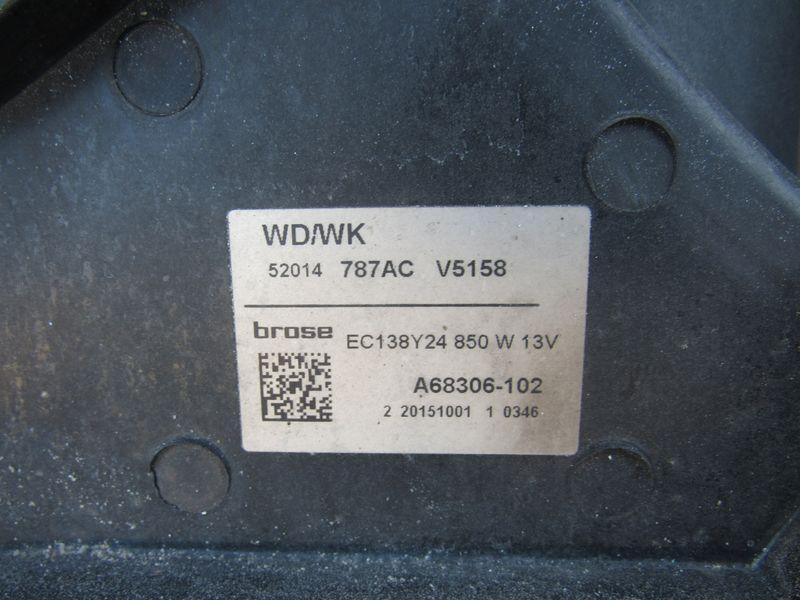 WD/WK
52014 787AC V5158
brose EC138Y24 850 W 13V
A68306-102
2 20151001 1 0346